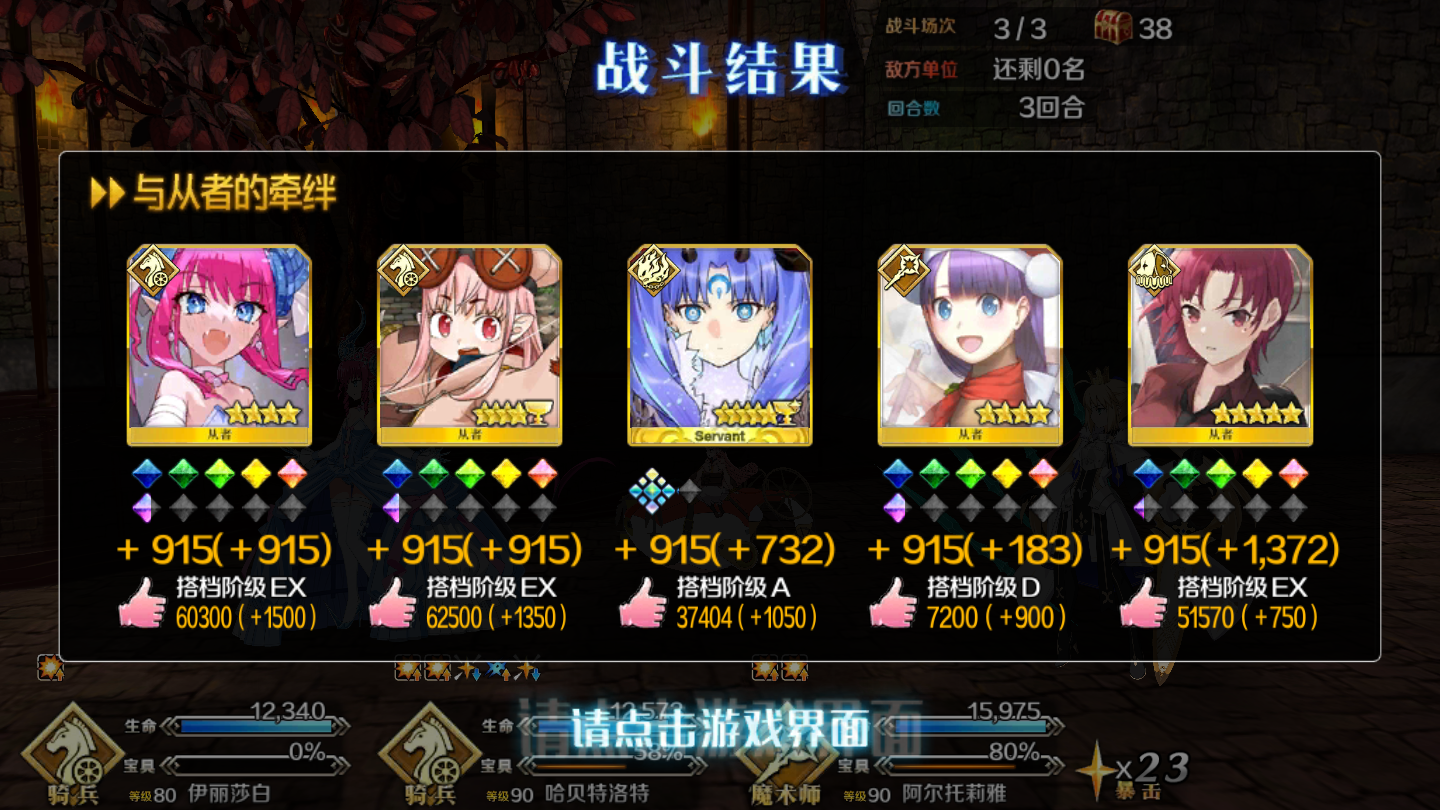 战斗结果
战斗场次 3/3 38
敌方单位 还剩0名
回合数 3回合
与从者的牵绊
从者 从者 Servant 从者 从者
+ 915(+915) + 915(+915) + 915(+732) + 915(+183) + 915(+1,372)
搭档阶级EX 搭档阶级EX 搭档阶级A 搭档阶级D 搭档阶级EX
60300(+1500) 62500(+1350) 37404(+1050) 7200(+900) 51570(+750)
请点击游戏界面
生命 12,340 生命 12,572 15,975
宝具 0% 宝具 58% 宝具 80% x23
暴击
骑兵 等级80 伊丽莎白 骑兵 等级90 哈贝特洛特 魔术师 等级90 阿尔托莉雅